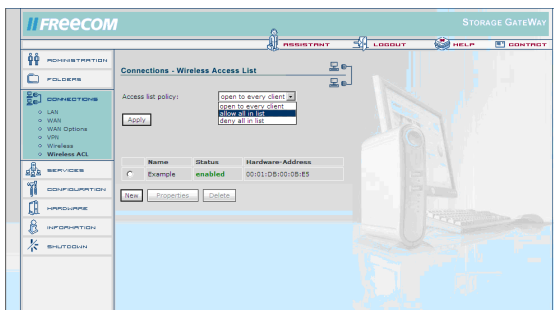 FREECOM
STORAGE GATEWAY
ASSISTANT
LOGOUT
HELP
CONTACT
ADMINISTRATION
FOLDERS
CONNECTIONS
LAN
WAN
WAN Options
VPN
Wireless
Wireless ACL
SERVICES
CONFIGURATION
HARDWARE
INFORMATION
SHUTDOWN
Connections - Wireless Access List
Access list policy: open to every client
open to every client
allow all in list
deny all in list
Apply
Name Status Hardware-Address
Example enabled 00:01:DB:00:0B:E5
New Properties Delete